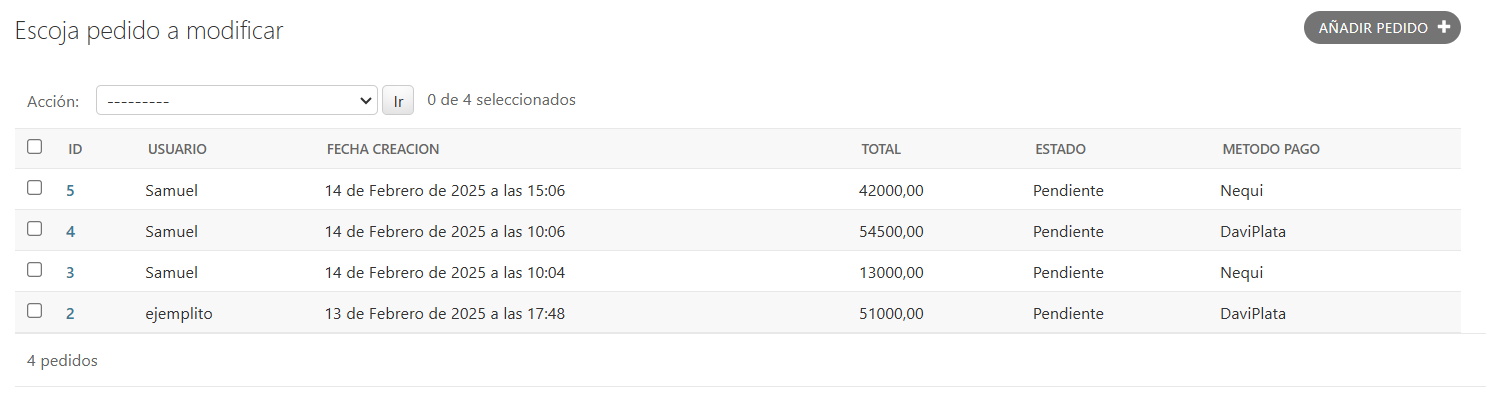 Escoja pedido a modificar
AÑADIR PEDIDO
Acción: --------- Ir 0 de 4 seleccionados
ID USUARIO FECHA CREACION TOTAL ESTADO METODO PAGO
5 Samuel 14 de Febrero de 2025 a las 15:06 42000,00 Pendiente Nequi
4 Samuel 14 de Febrero de 2025 a las 10:06 54500,00 Pendiente DaviPlata
3 Samuel 14 de Febrero de 2025 a las 10:04 13000,00 Pendiente Nequi
2 ejemplito 13 de Febrero de 2025 a las 17:48 51000,00 Pendiente DaviPlata
4 pedidos